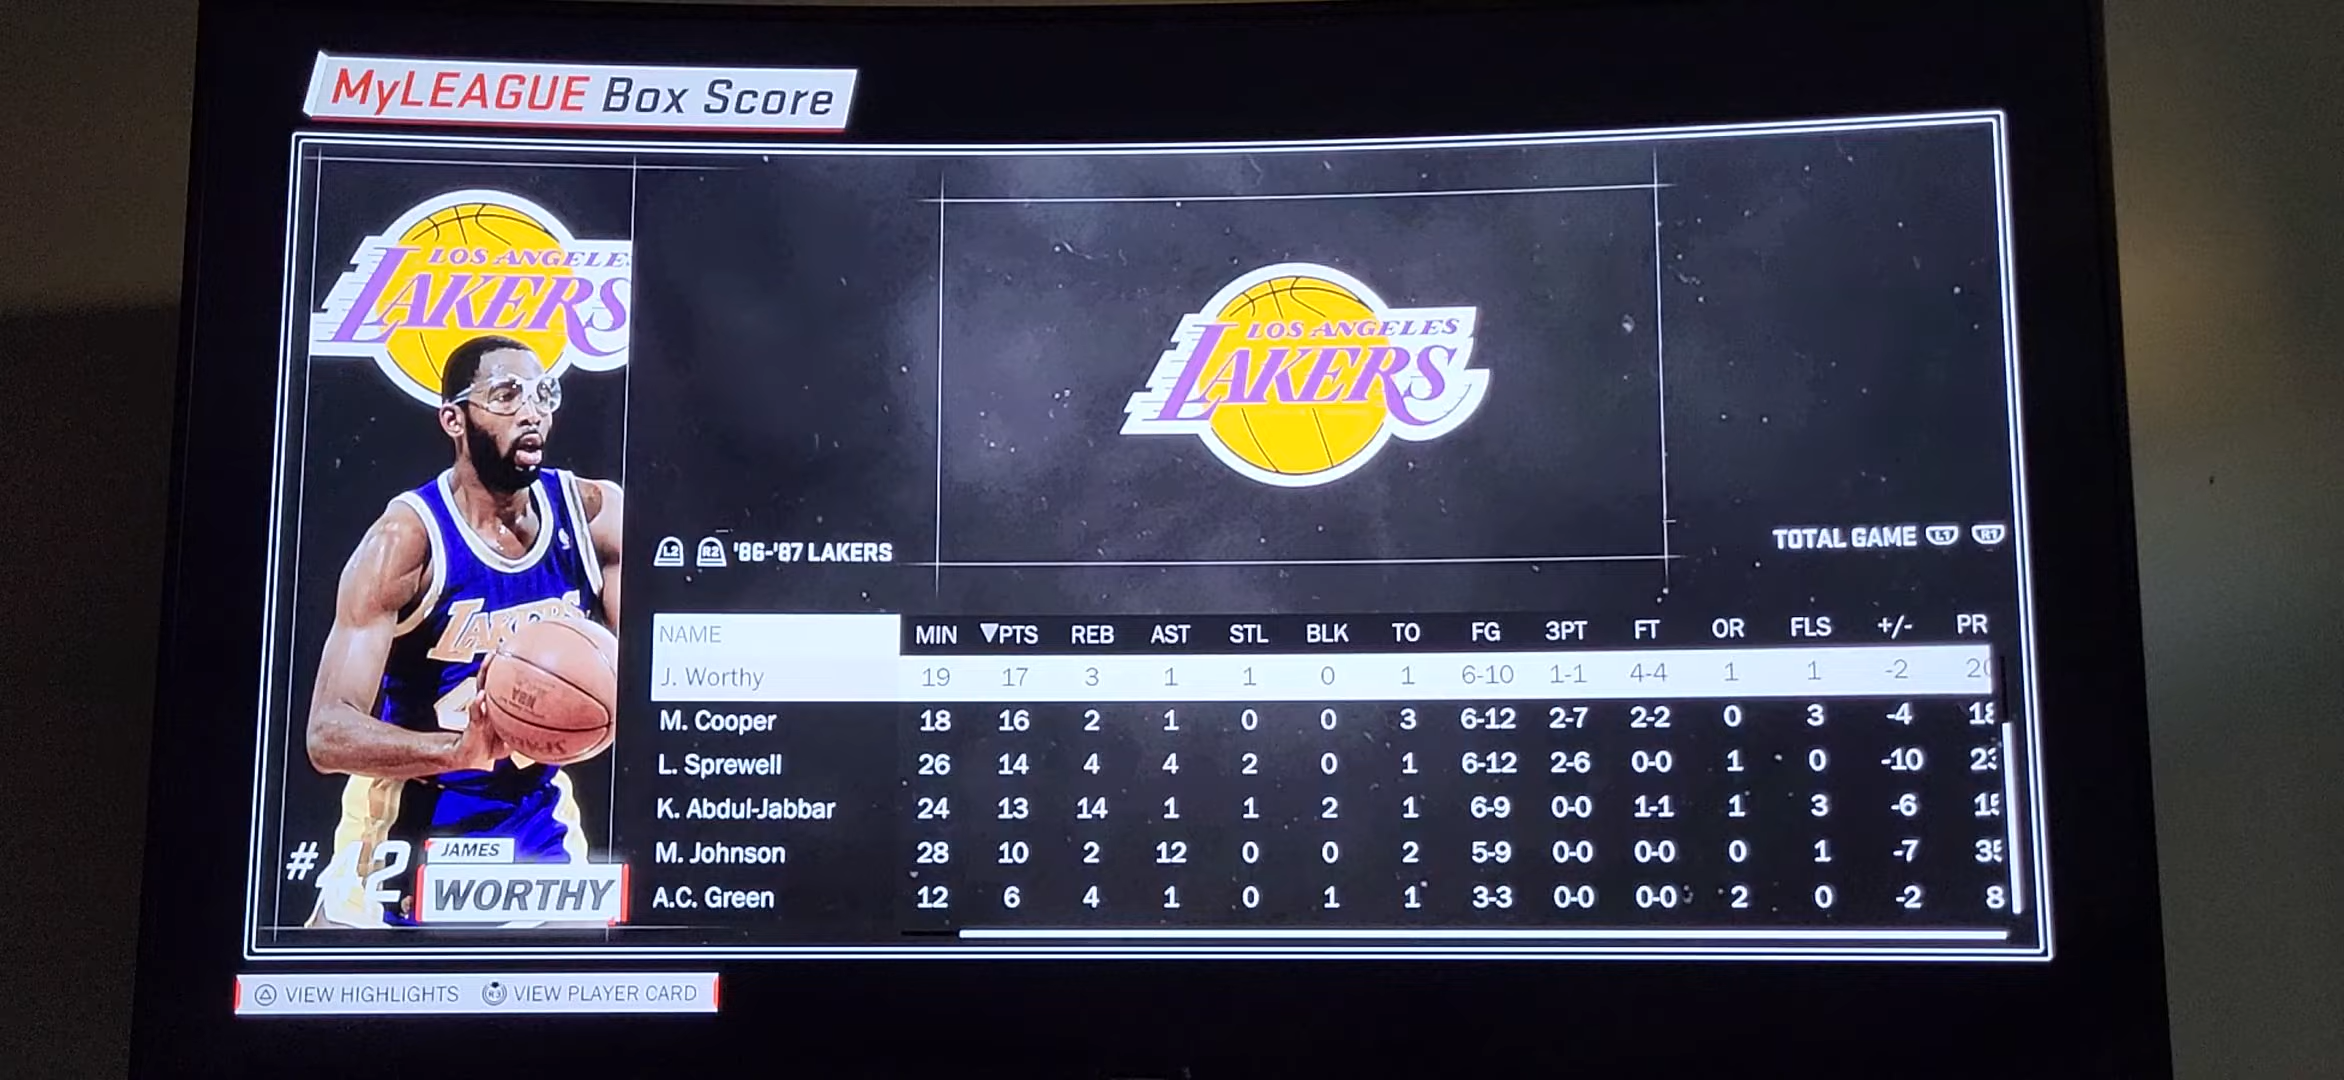 MyLEAGUE Box Score
LOS ANGELE
LAKERS
LOS ANGELES
LAKERS
L2 R2 '86-'87 LAKERS
TOTAL GAME L1 R1
NAME MIN ▼PTS REB AST STL BLK TO FG 3PT FT OR FLS +/- PR
J. Worthy 19 17 3 1 1 0 1 6-10 1-1 4-4 1 1 -2
M. Cooper 18 16 2 1 0 0 3 6-12 2-7 2-2 0 3 -4
L. Sprewell 26 14 4 4 2 0 1 6-12 2-6 0-0 1 0 -10
K. Abdul-Jabbar 24 13 14 1 1 2 1 6-9 0-0 1-1 1 3 -6
M. Johnson 28 10 2 12 0 0 2 5-9 0-0 0-0 0 1 -7
A.C. Green 12 6 4 1 0 1 1 3-3 0-0 0-0 2 0 -2 8
#42 JAMES
WORTHY
VIEW HIGHLIGHTS R3 VIEW PLAYER CARD